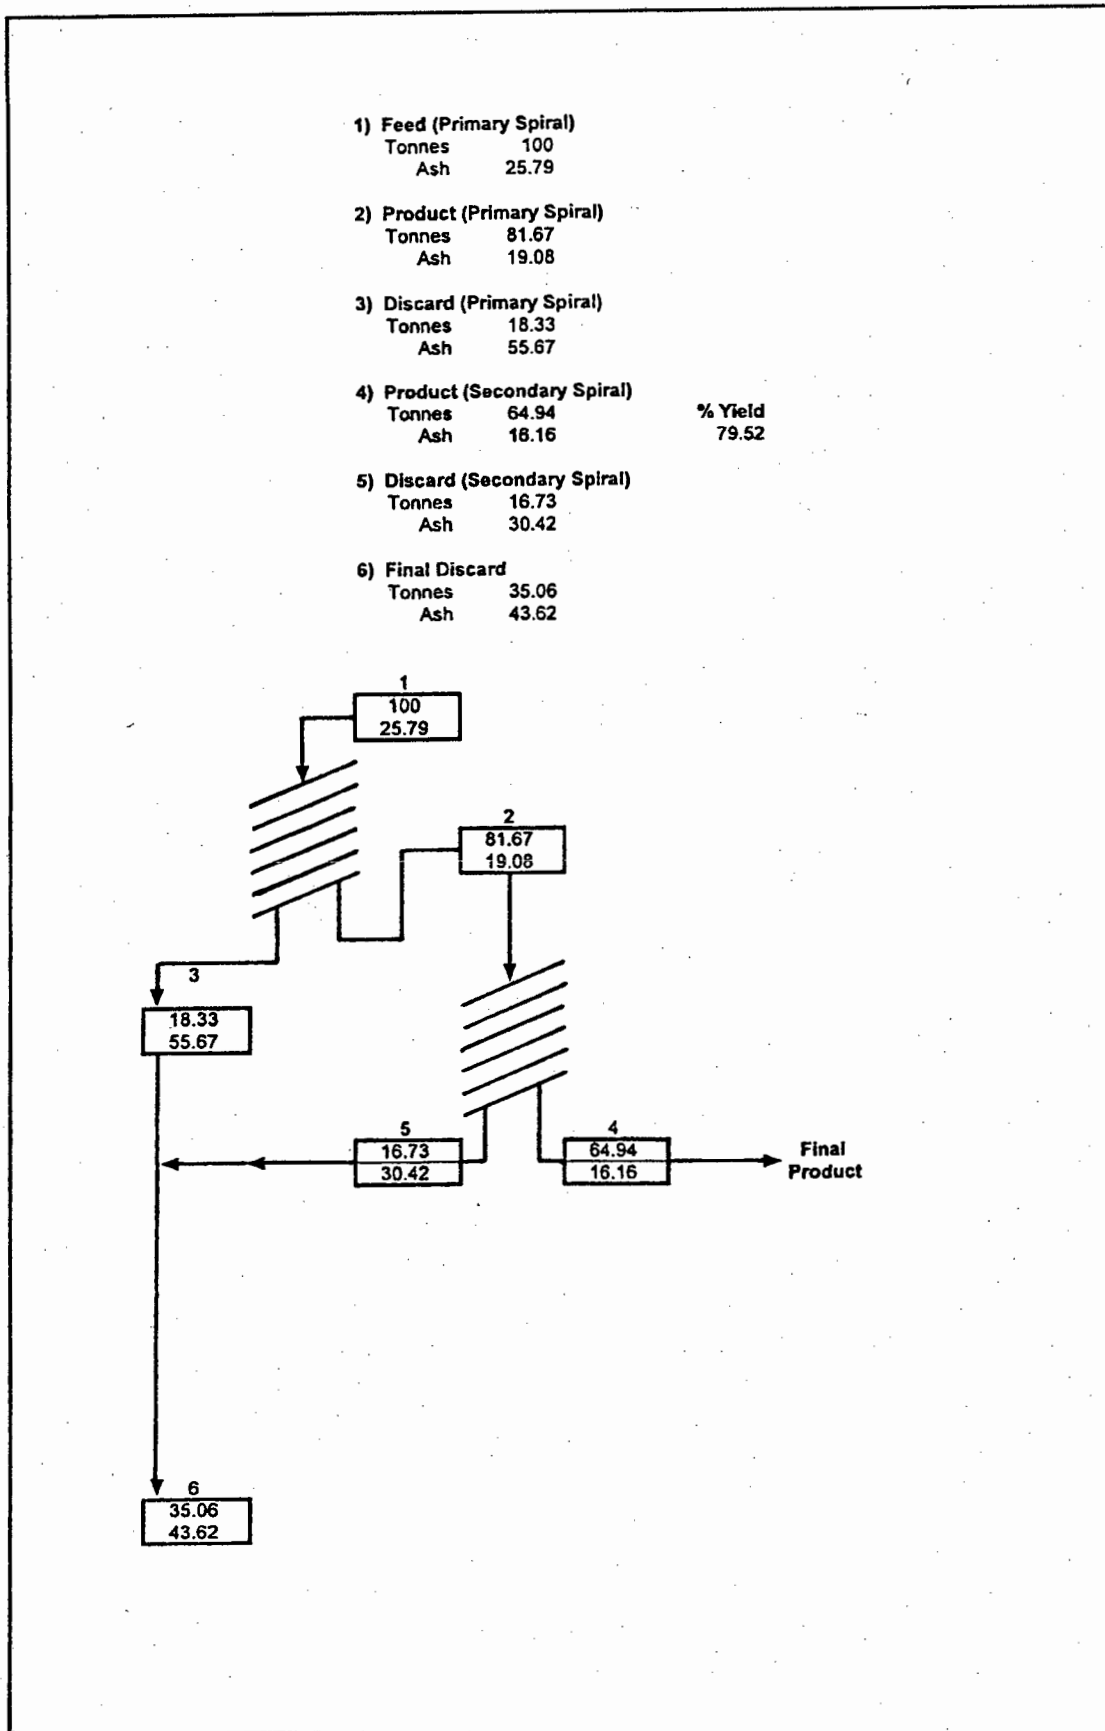 1) Feed (Primary Spiral)
Tonnes 100
Ash 25.79
2) Product (Primary Spiral)
Tonnes 81.67
Ash 19.08
3) Discard (Primary Spiral)
Tonnes 18.33
Ash 55.67
4) Product (Secondary Spiral)
Tonnes 64.94 % Yield
Ash 16.16 79.52
5) Discard (Secondary Spiral)
Tonnes 16.73
Ash 30.42
6) Final Discard
Tonnes 35.06
Ash 43.62
1
100
25.79
2
81.67
19.08
3
18.33
55.67
5
16.73
30.42
4
64.94
16.16
Final
Product
6
35.06
43.62